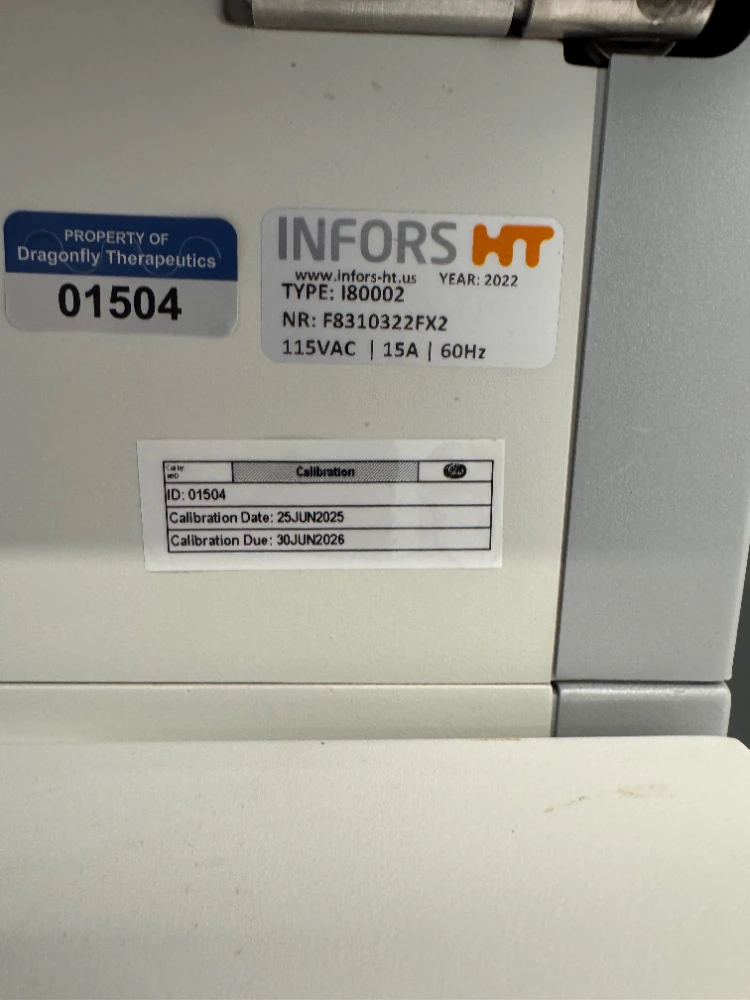 PROPERTY OF
Dragonfly Therapeutics
01504
INFORS HT
www.infors-ht.us YEAR: 2022
TYPE: I80002
NR: F8310322FX2
115VAC | 15A | 60Hz
Calibration
ID: 01504
Calibration Date: 25JUN2025
Calibration Due: 30JUN2026